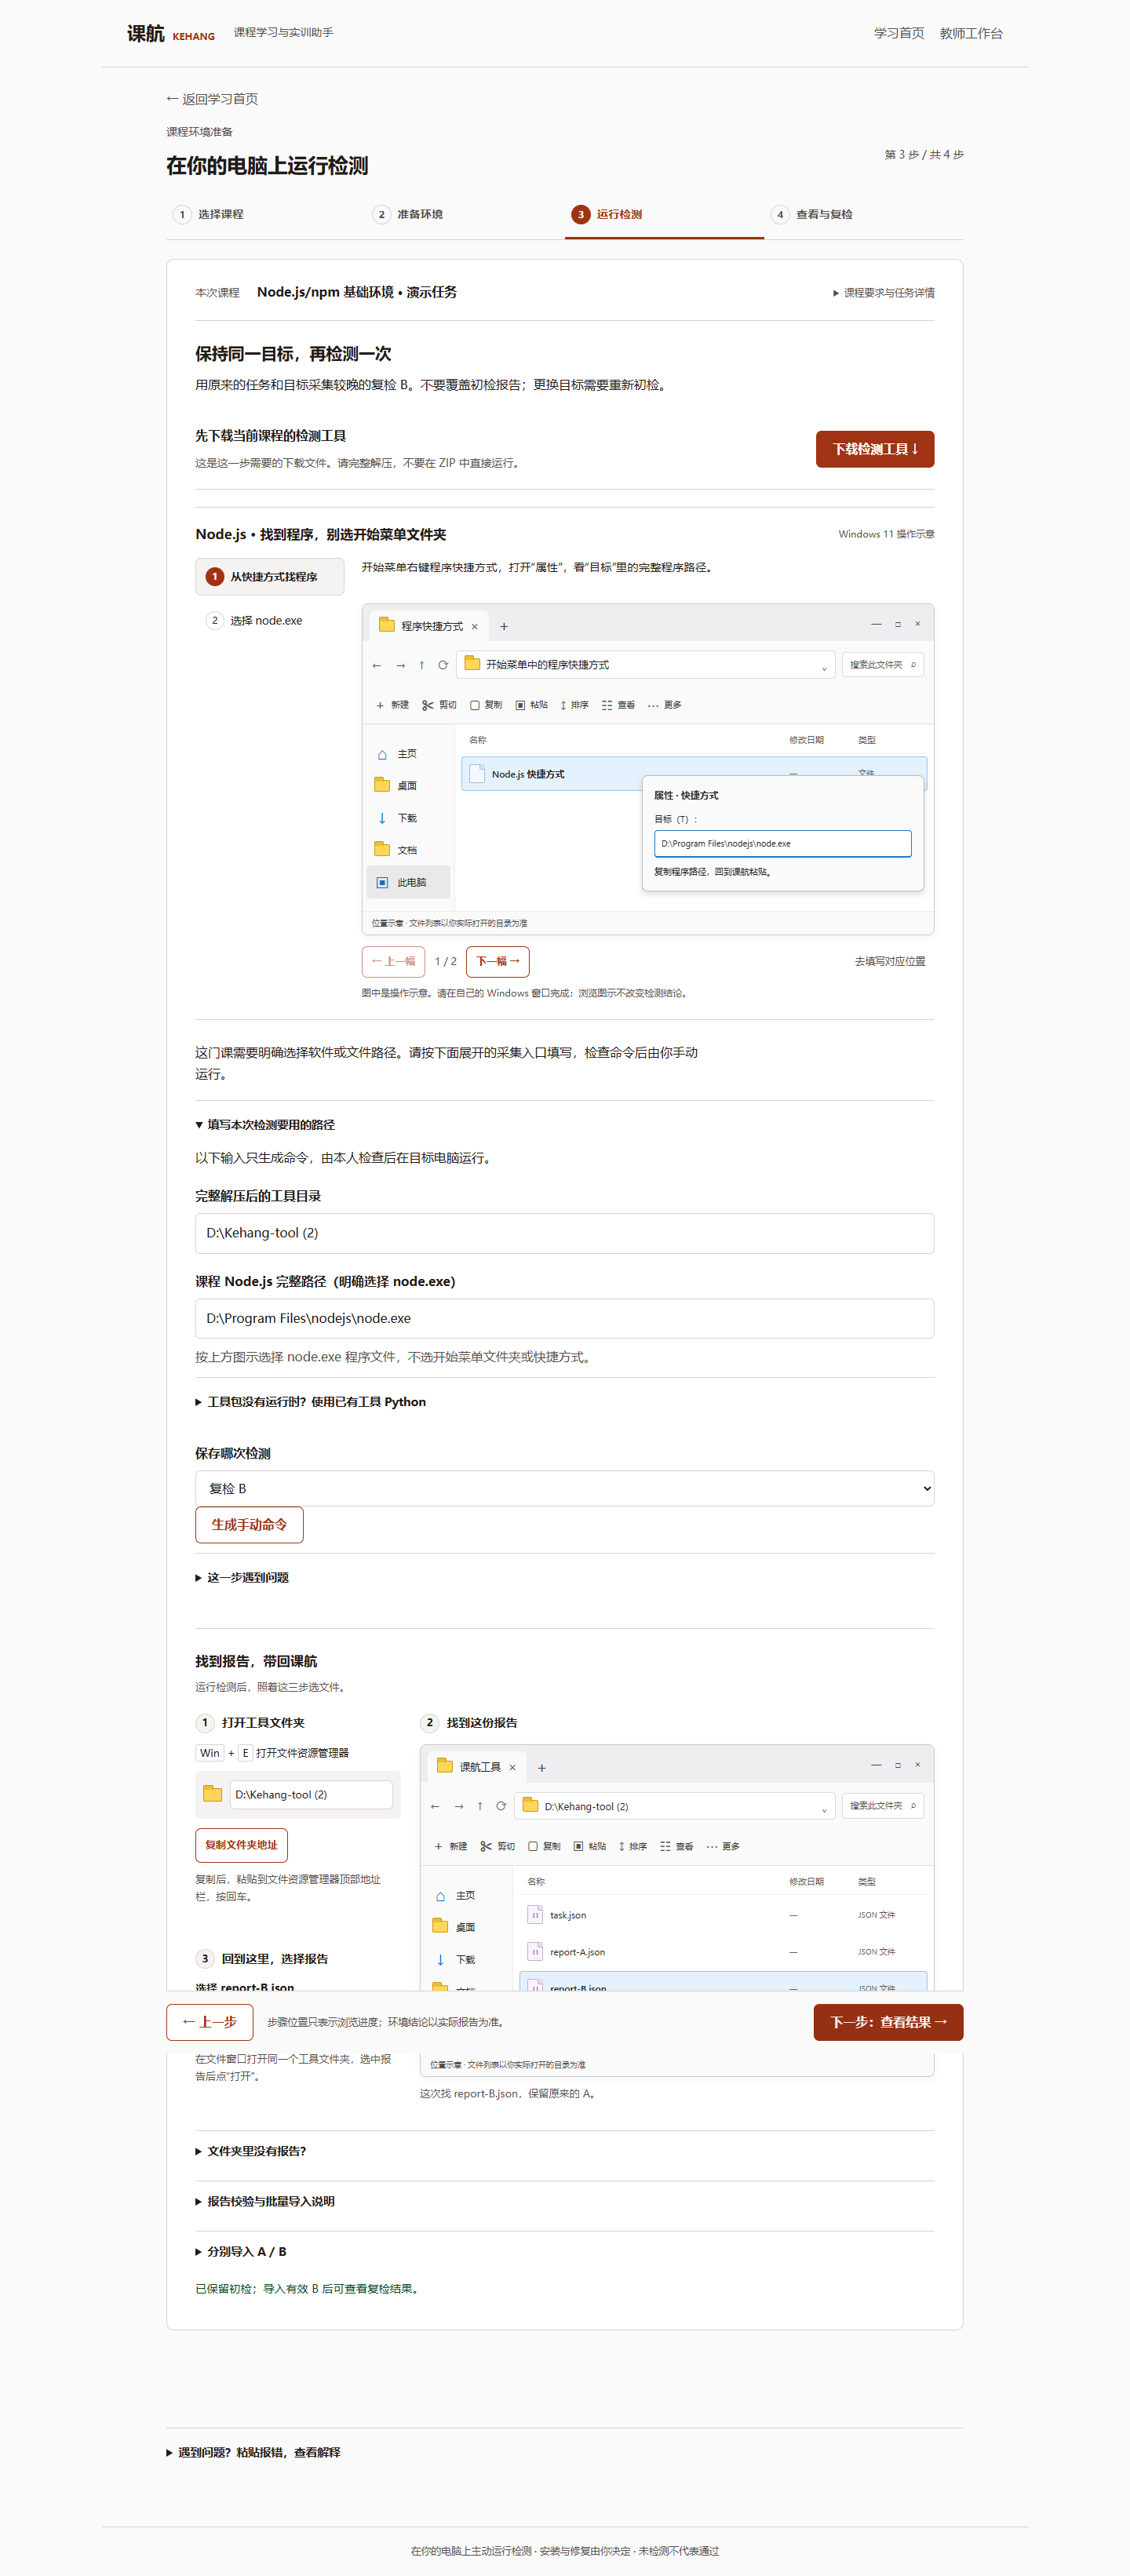 课航 KEHANG 课程学习与实训助手 学习首页 教师工作台
← 返回学习首页
课程环境准备
在你的电脑上运行检测
第 3 步 / 共 4 步
1 选择课程 2 准备环境 3 运行检测 4 查看与复检
本次课程 Node.js/npm 基础环境 • 演示任务 ▶ 课程要求与任务详情
保持同一目标，再检测一次
用原来的任务和目标采集较晚的复检 B。不要覆盖初检报告；更换目标需要重新初检。
先下载当前课程的检测工具
这是这一步需要的下载文件。请完整解压，不要在 ZIP 中直接运行。
下载检测工具 ↓
Node.js • 找到程序，别选开始菜单文件夹 Windows 11 操作示意
1 从快捷方式找程序
2 选择 node.exe
开始菜单右键程序快捷方式，打开“属性”，看“目标”里的完整程序路径。
程序快捷方式 × + — □ ×
← → ↑ ⟳ 开始菜单中的程序快捷方式 ⌄ 搜索此文件夹 ⌕
+ 新建 剪切 复制 粘贴 ↕ 排序 查看 ⋯ 更多
名称 修改日期 类型
主页
桌面
下载
文档
此电脑
Node.js 快捷方式 — 文件
属性 · 快捷方式
目标（T）：
D:\Program Files\nodejs\node.exe
复制程序路径，回到课航粘贴。
位置示意 · 文件列表以你实际打开的目录为准
← 上一幅 1 / 2 下一幅 → 去填写对应位置
图中是操作示意。请在自己的 Windows 窗口完成；浏览图示不改变检测结论。
这门课需要明确选择软件或文件路径。请按下面展开的采集入口填写，检查命令后由你手动
运行。
▼ 填写本次检测要用的路径
以下输入只生成命令，由本人检查后在目标电脑运行。
完整解压后的工具目录
D:\Kehang-tool (2)
课程 Node.js 完整路径（明确选择 node.exe）
D:\Program Files\nodejs\node.exe
按上方图示选择 node.exe 程序文件，不选开始菜单文件夹或快捷方式。
▶ 工具包没有运行时？使用已有工具 Python
保存哪次检测
复检 B
生成手动命令
▶ 这一步遇到问题
找到报告，带回课航
运行检测后，照着这三步选文件。
1 打开工具文件夹
Win + E 打开文件资源管理器
D:\Kehang-tool (2)
复制文件夹地址
复制后，粘贴到文件资源管理器顶部地址
栏，按回车。
2 找到这份报告
课航工具 × + — □ ×
← → ↑ ⟳ D:\Kehang-tool (2) ⌄ 搜索此文件夹 ⌕
+ 新建 剪切 复制 粘贴 ↕ 排序 查看 ⋯ 更多
名称 修改日期 类型
主页
桌面
下载
task.json — JSON 文件
report-A.json — JSON 文件
report-B.json — JSON 文件
3 回到这里，选择报告
选择 report-B.json
← 上一步 步骤位置只表示浏览进度；环境结论以实际报告为准。 下一步：查看结果 →
在文件窗口打开同一个工具文件夹，选中报
告后点“打开”。
位置示意 · 文件列表以你实际打开的目录为准
这次找 report-B.json，保留原来的 A。
▶ 文件夹里没有报告？
▶ 报告校验与批量导入说明
▶ 分别导入 A / B
已保留初检；导入有效 B 后可查看复检结果。
▶ 遇到问题？粘贴报错，查看解释
在你的电脑上主动运行检测 · 安装与修复由你决定 · 未检测不代表通过